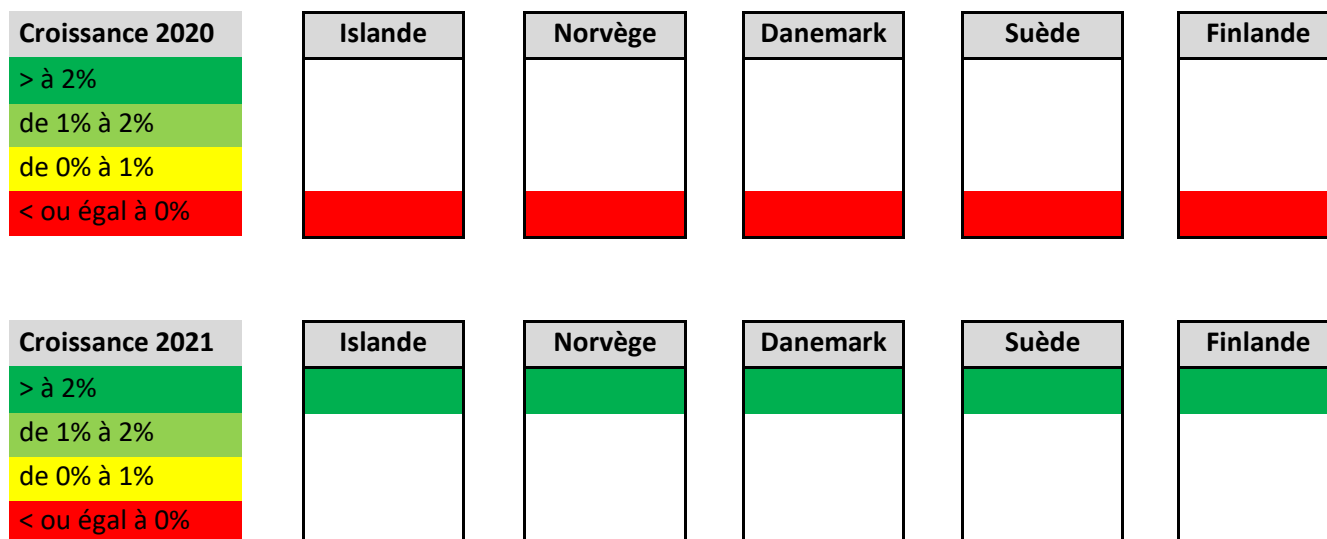 Croissance 2020 Islande Norvège Danemark Suède Finlande
> à 2%
de 1% à 2%
de 0% à 1%
< ou égal à 0%
Croissance 2021 Islande Norvège Danemark Suède Finlande
> à 2%
de 1% à 2%
de 0% à 1%
< ou égal à 0%